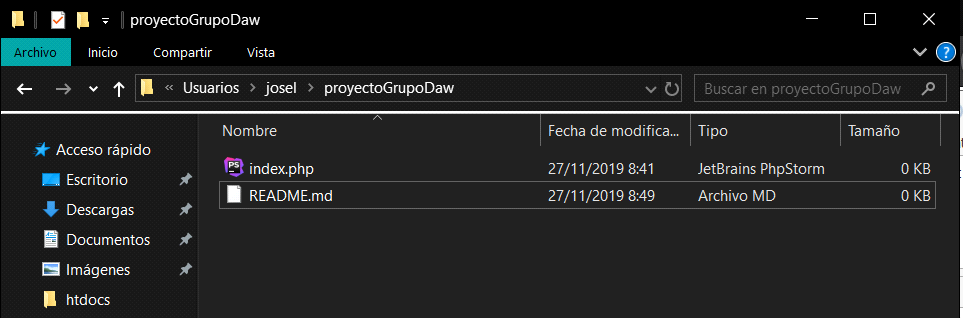 proyectoGrupoDaw
Archivo Inicio Compartir Vista
« Usuarios > josel > proyectoGrupoDaw
Buscar en proyectoGrupoDaw
Nombre Fecha de modifica... Tipo Tamaño
Acceso rápido
index.php 27/11/2019 8:41 JetBrains PhpStorm 0 KB
Escritorio
README.md 27/11/2019 8:49 Archivo MD 0 KB
Descargas
Documentos
Imágenes
htdocs